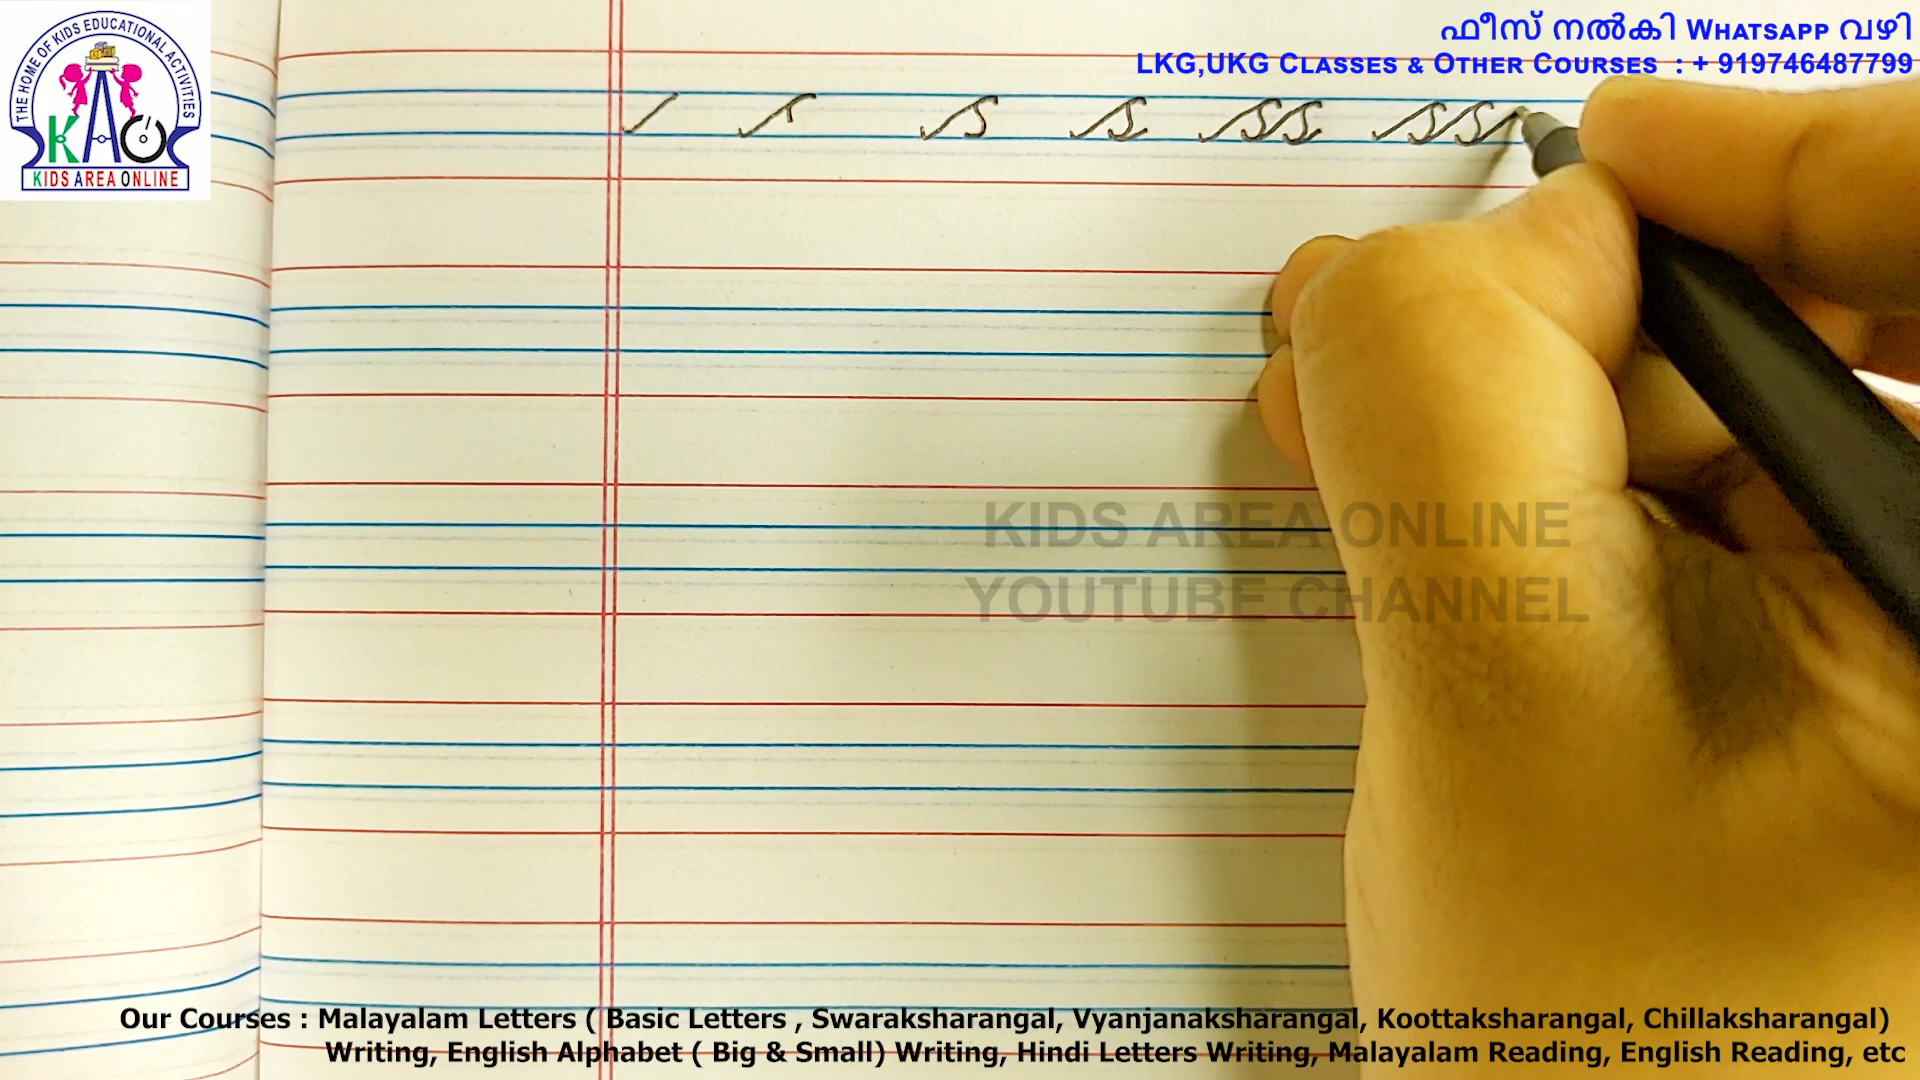 THE HOME OF KIDS EDUCATIONAL ACTIVITIES
KAO
KIDS AREA ONLINE
ഫീസ് നൽകി WHATSAPP വഴി
LKG,UKG CLASSES & OTHER COURSES : + 919746487799
KIDS AREA ONLINE
YOUTUBE CHANNEL
Our Courses : Malayalam Letters ( Basic Letters , Swaraksharangal, Vyanjanaksharangal, Koottaksharangal, Chillaksharangal)
Writing, English Alphabet ( Big & Small) Writing, Hindi Letters Writing, Malayalam Reading, English Reading, etc